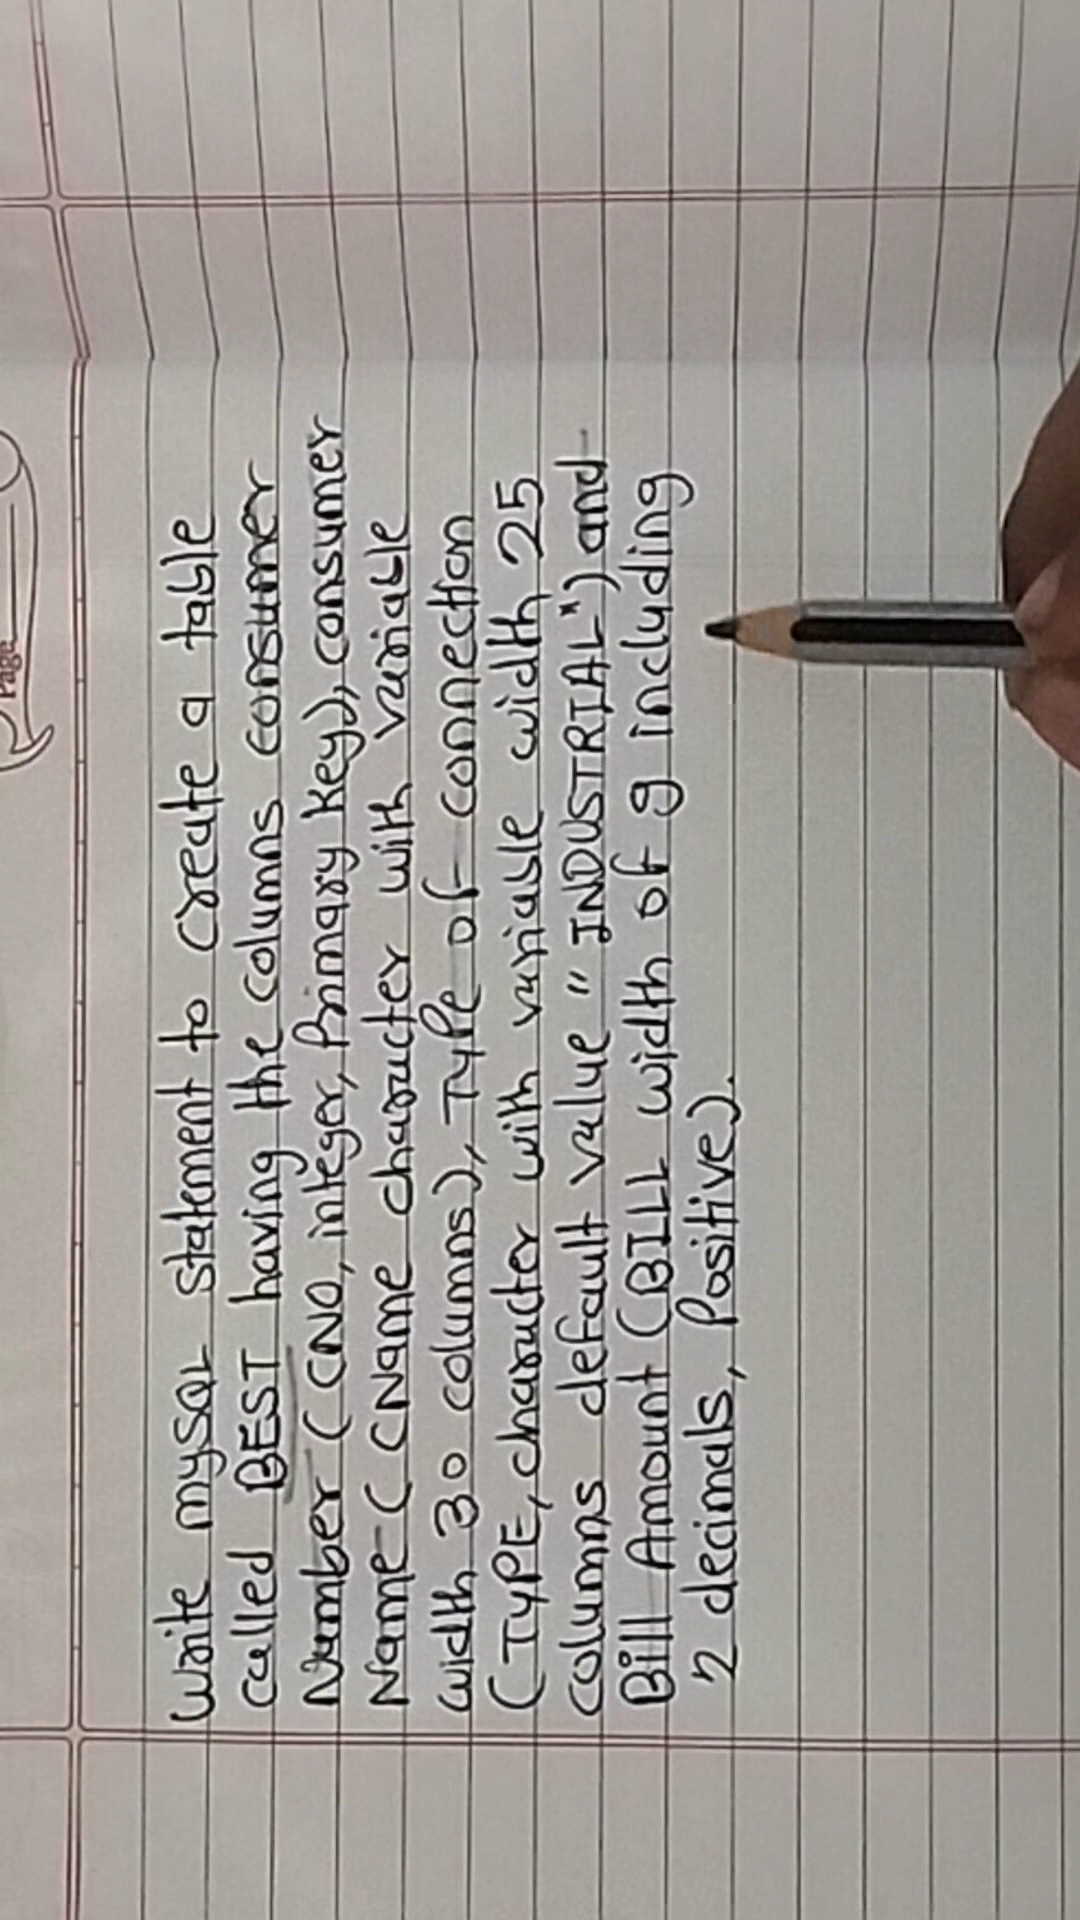 Page
Write mysql statement to create a table
called BEST having the columns consumer
Number (CNO, integer, Primary key), consumer
Name (CName character with variable
width 30 columns), Type of connection
(TYPE, character with variable width 25
columns default value "INDUSTRIAL") and
Bill Amount (BILL width of 9 including
2 decimals, Positive).